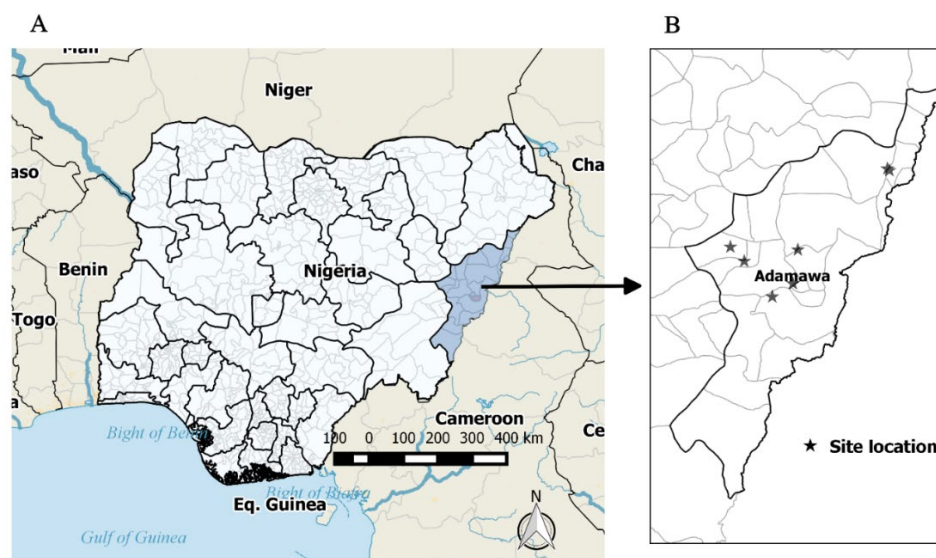 A
B
Mali
Niger
aso
Cha
Benin
Nigeria
Togo
Adamawa
a
Cameroon
Ce
Bight of Benin
100 0 100 200 300 400 km
★ Site location
Bight of Biafra
Eq. Guinea
N
Gulf of Guinea